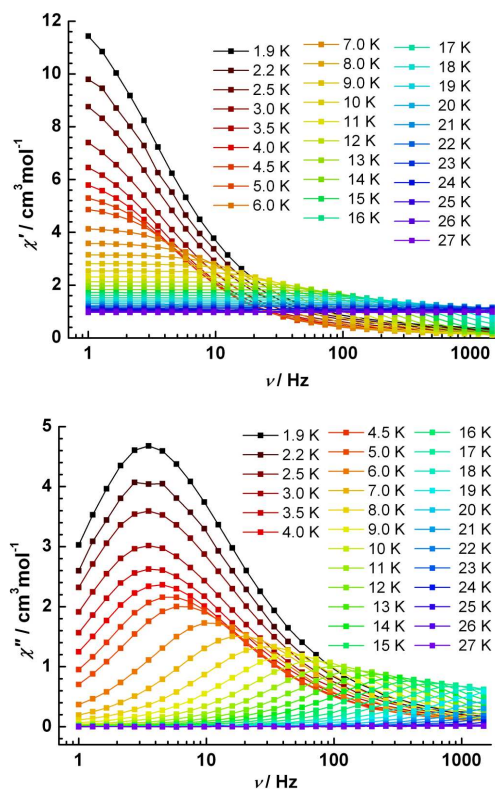 12
10
8
6
4
2
0
χ′ / cm³mol⁻¹
1.9 K
2.2 K
2.5 K
3.0 K
3.5 K
4.0 K
4.5 K
5.0 K
6.0 K
7.0 K
8.0 K
9.0 K
10 K
11 K
12 K
13 K
14 K
15 K
16 K
17 K
18 K
19 K
20 K
21 K
22 K
23 K
24 K
25 K
26 K
27 K
1 10 100 1000
ν / Hz
5
4
3
2
1
0
χ″ / cm³mol⁻¹
1.9 K
2.2 K
2.5 K
3.0 K
3.5 K
4.0 K
4.5 K
5.0 K
6.0 K
7.0 K
8.0 K
9.0 K
10 K
11 K
12 K
13 K
14 K
15 K
16 K
17 K
18 K
19 K
20 K
21 K
22 K
23 K
24 K
25 K
26 K
27 K
1 10 100 1000
ν / Hz